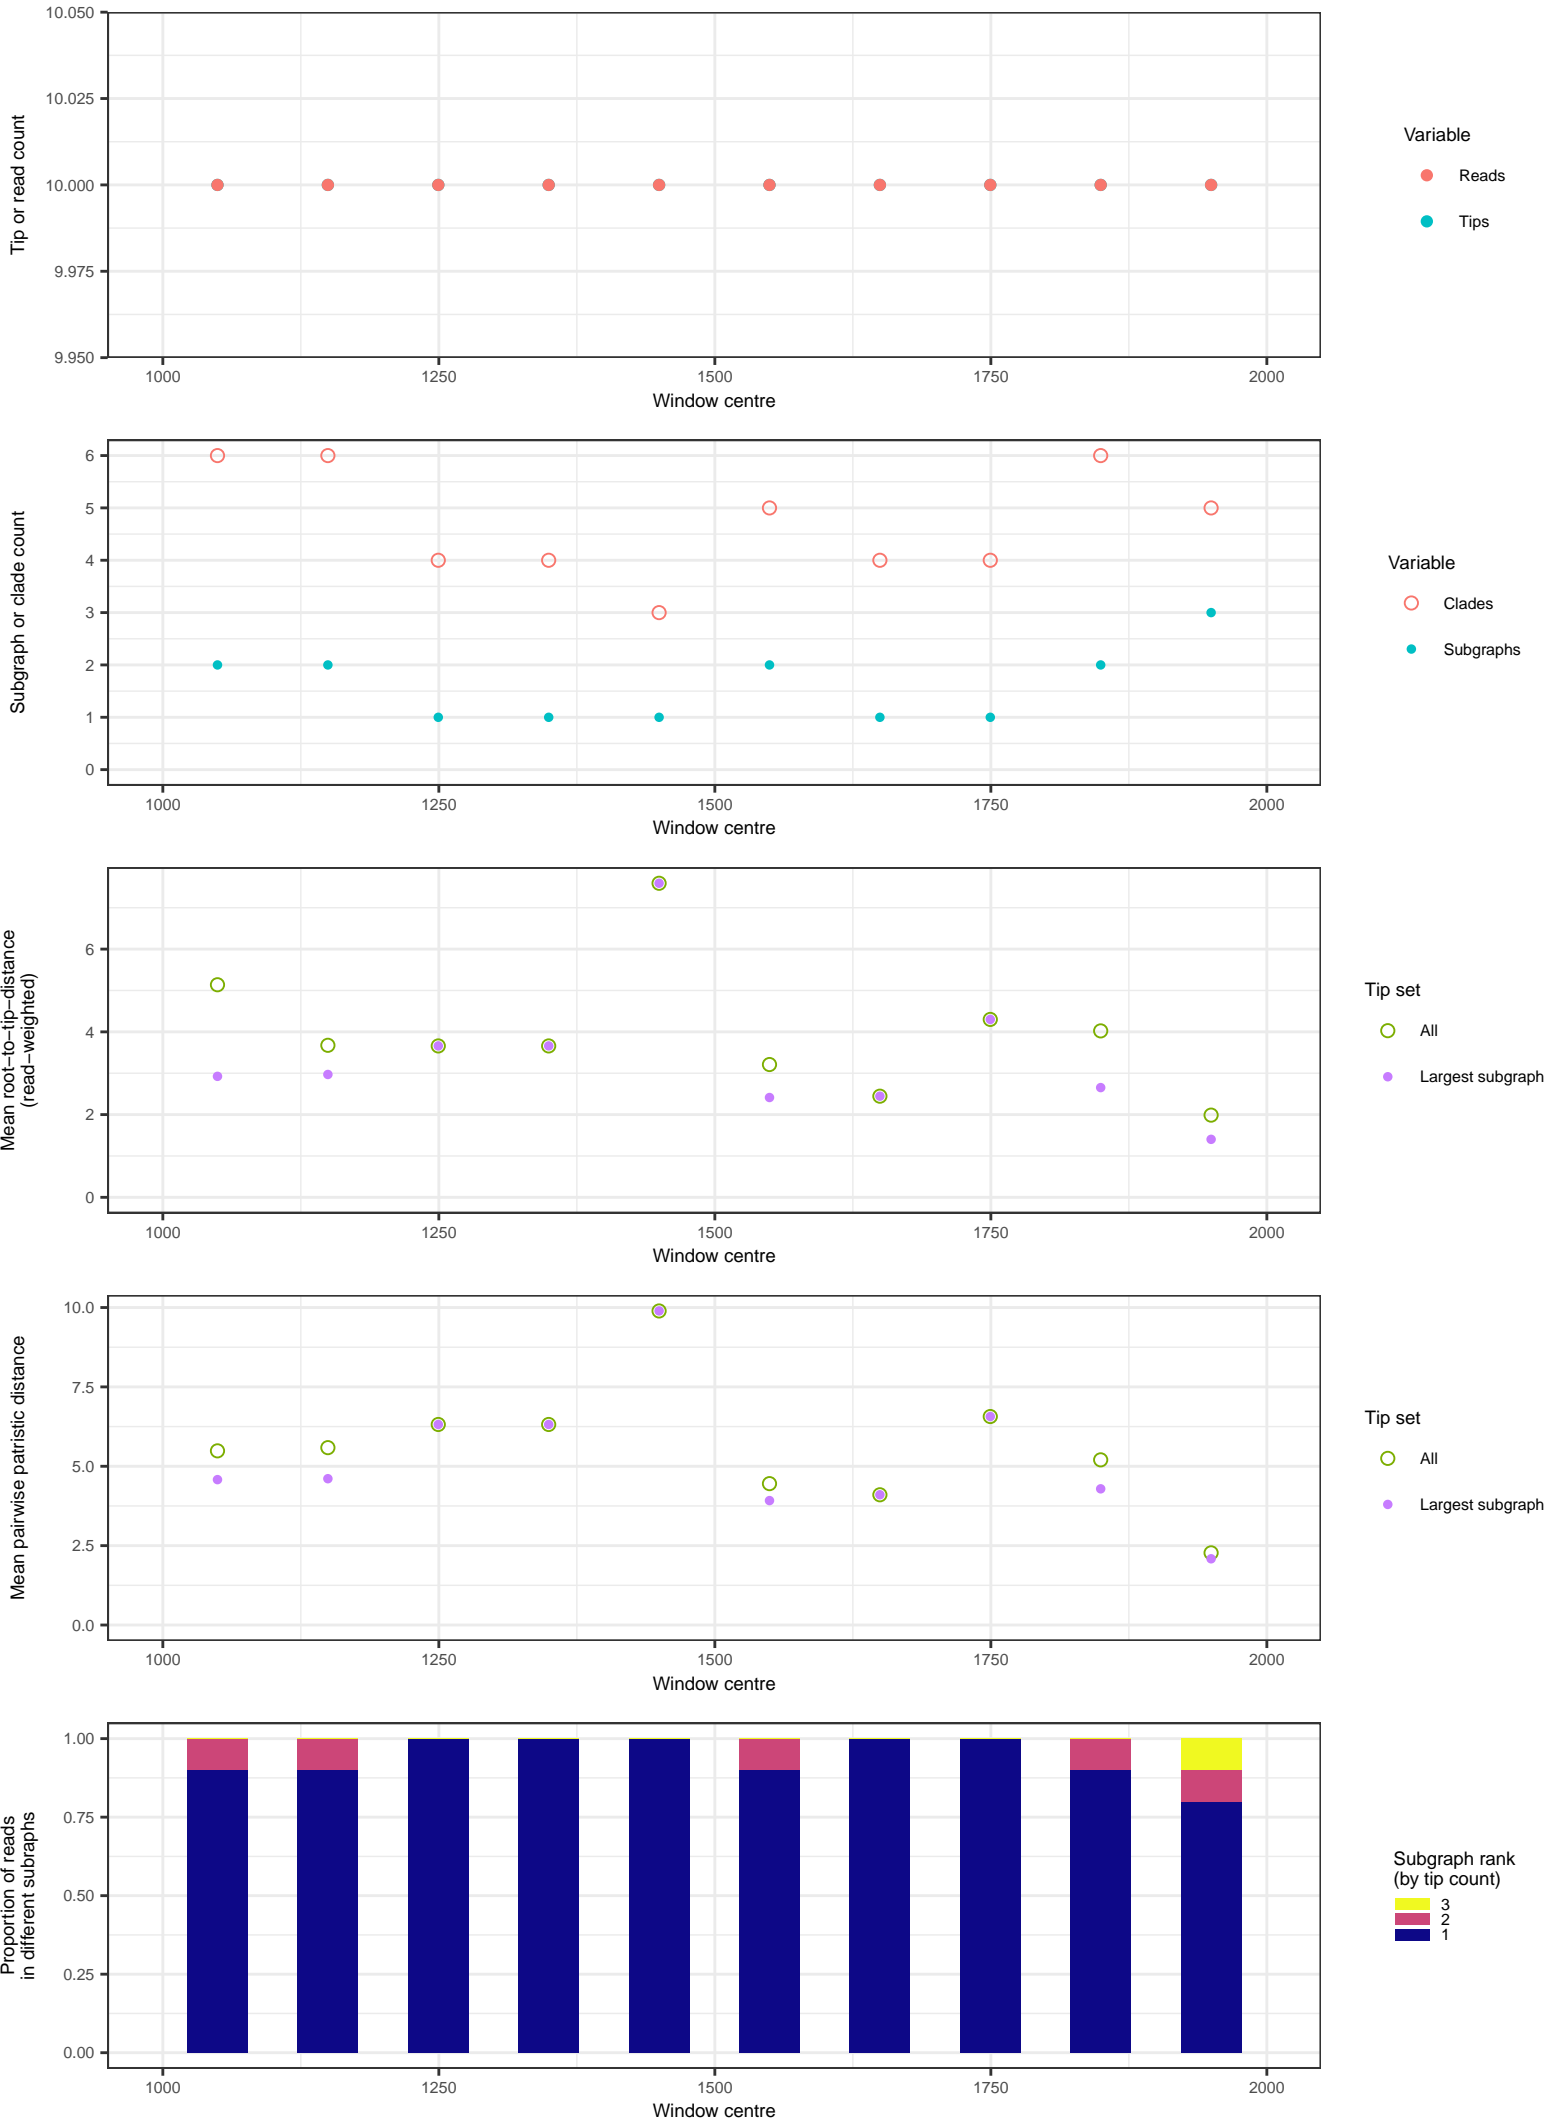 10.050
10.025
10.000
9.975
9.950
Tip or read count
1000 1250 1500 1750 2000
Window centre
Variable
Reads
Tips
6
5
4
3
2
1
0
Subgraph or clade count
1000 1250 1500 1750 2000
Window centre
Variable
Clades
Subgraphs
6
4
2
0
Mean root−to−tip−distance
(read−weighted)
1000 1250 1500 1750 2000
Window centre
Tip set
All
Largest subgraph
10.0
7.5
5.0
2.5
0.0
Mean pairwise patristic distance
1000 1250 1500 1750 2000
Window centre
Tip set
All
Largest subgraph
1.00
0.75
0.50
0.25
0.00
Proportion of reads
in different subraphs
1000 1250 1500 1750 2000
Window centre
Subgraph rank
(by tip count)
3
2
1